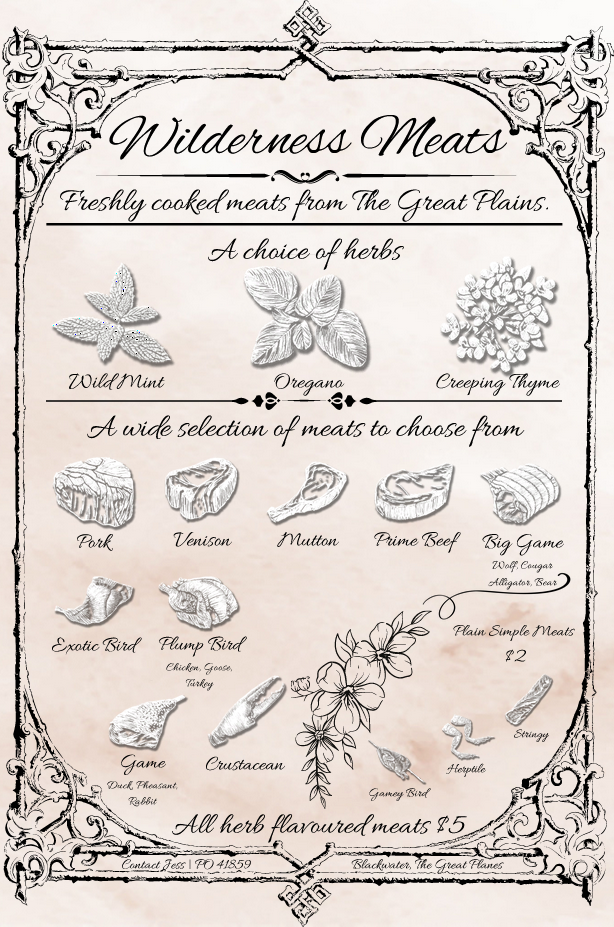 Wilderness Meats
Freshly cooked meats from The Great Plains.
A choice of herbs
Wild Mint
Oregano
Creeping Thyme
A wide selection of meats to choose from
Pork
Venison
Mutton
Prime Beef
Big Game
Wolf, Cougar
Alligator, Bear
Exotic Bird
Plump Bird
Chicken, Goose,
Turkey
Plain Simple Meats
$2
Game
Duck, Pheasant,
Rabbit
Crustacean
Gamey Bird
Herptile
Stringy
All herb flavoured meats $5
Contact Jess | PO 41859
Blackwater, The Great Planes